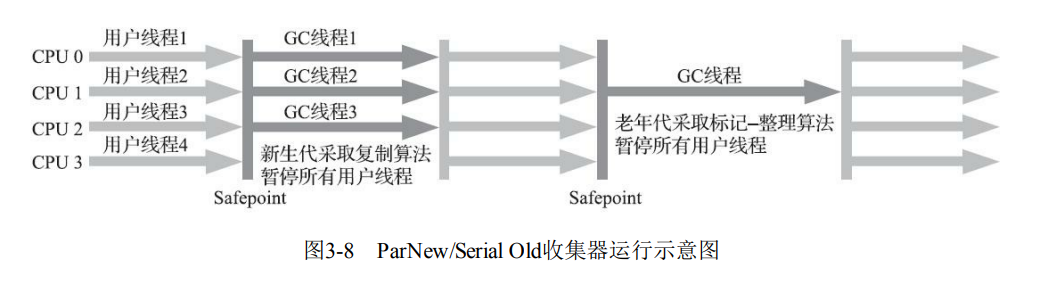 用户线程1
GC线程1
CPU 0
用户线程2
GC线程2
GC线程
CPU 1
用户线程3
GC线程3
CPU 2
老年代采取标记–整理算法
暂停所有用户线程
用户线程4
CPU 3
新生代采取复制算法
暂停所有用户线程
Safepoint
Safepoint
图3-8 ParNew/Serial Old收集器运行示意图